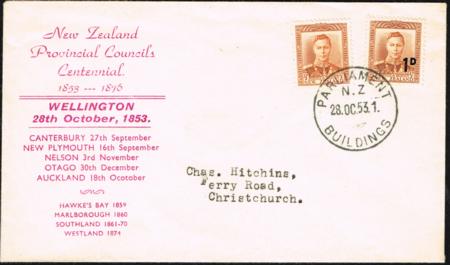 New Zealand
Provincial Councils
Centennial.
1853 --- 1876
WELLINGTON
28th October, 1853.
CANTERBURY 27th September
NEW PLYMOUTH 16th September
NELSON 3rd November
OTAGO 30th December
AUCKLAND 18th Ocotober
HAWKE'S BAY 1859
MARLBOROUGH 1860
SOUTHLAND 1861-70
WESTLAND 1874
1D
PARLIAMENT
N.Z
28.OC.53.1.
BUILDINGS
Chas. Hitchins,
Ferry Road,
Christchurch.